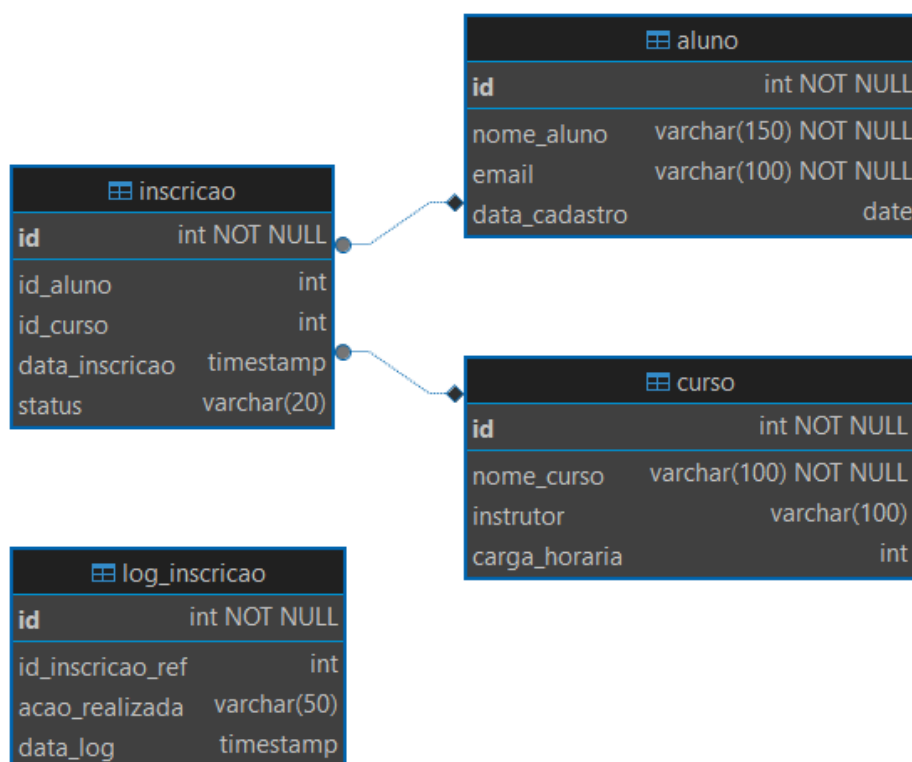 aluno
id int NOT NULL
nome_aluno varchar(150) NOT NULL
email varchar(100) NOT NULL
data_cadastro date
inscricao
id int NOT NULL
id_aluno int
id_curso int
data_inscricao timestamp
status varchar(20)
curso
id int NOT NULL
nome_curso varchar(100) NOT NULL
instrutor varchar(100)
carga_horaria int
log_inscricao
id int NOT NULL
id_inscricao_ref int
acao_realizada varchar(50)
data_log timestamp